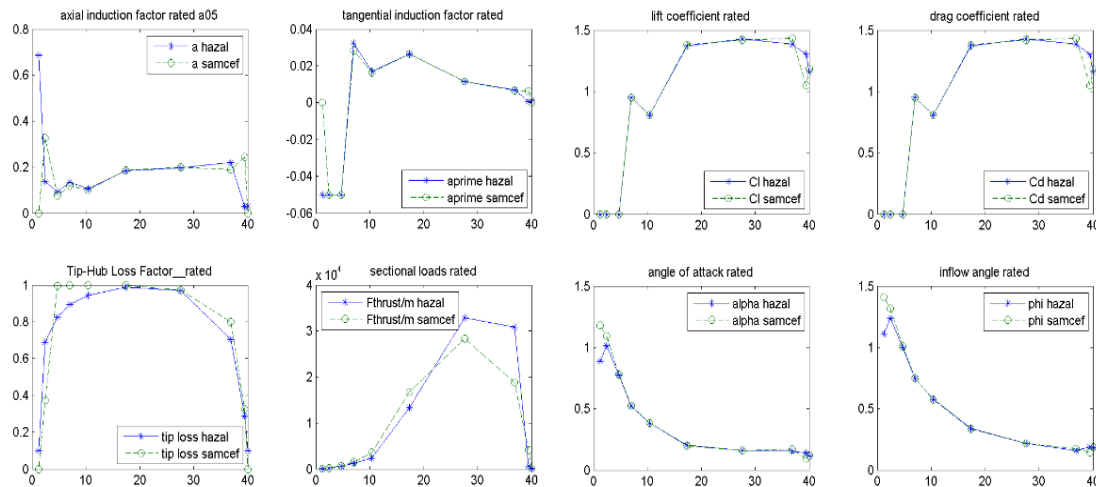 axial induction factor rated a05
0.8
0.6
0.4
0.2
0
0 10 20 30 40
a hazal
a samcef
tangential induction factor rated
0.04
0.02
0
-0.02
-0.04
-0.06
0 10 20 30 40
aprime hazal
aprime samcef
lift coefficient rated
1.5
1
0.5
0
0 10 20 30 40
Cl hazal
Cl samcef
drag coefficient rated
1.5
1
0.5
0
0 10 20 30 40
Cd hazal
Cd samcef
Tip-Hub Loss Factor__rated
1
0.8
0.6
0.4
0.2
0
0 10 20 30 40
tip loss hazal
tip loss samcef
sectional loads rated
x 10⁴
4
3
2
1
0
0 10 20 30 40
Fthrust/m hazal
Fthrust/m samcef
angle of attack rated
1.5
1
0.5
0
0 10 20 30 40
alpha hazal
alpha samcef
inflow angle rated
1.5
1
0.5
0
0 10 20 30 40
phi hazal
phi samcef